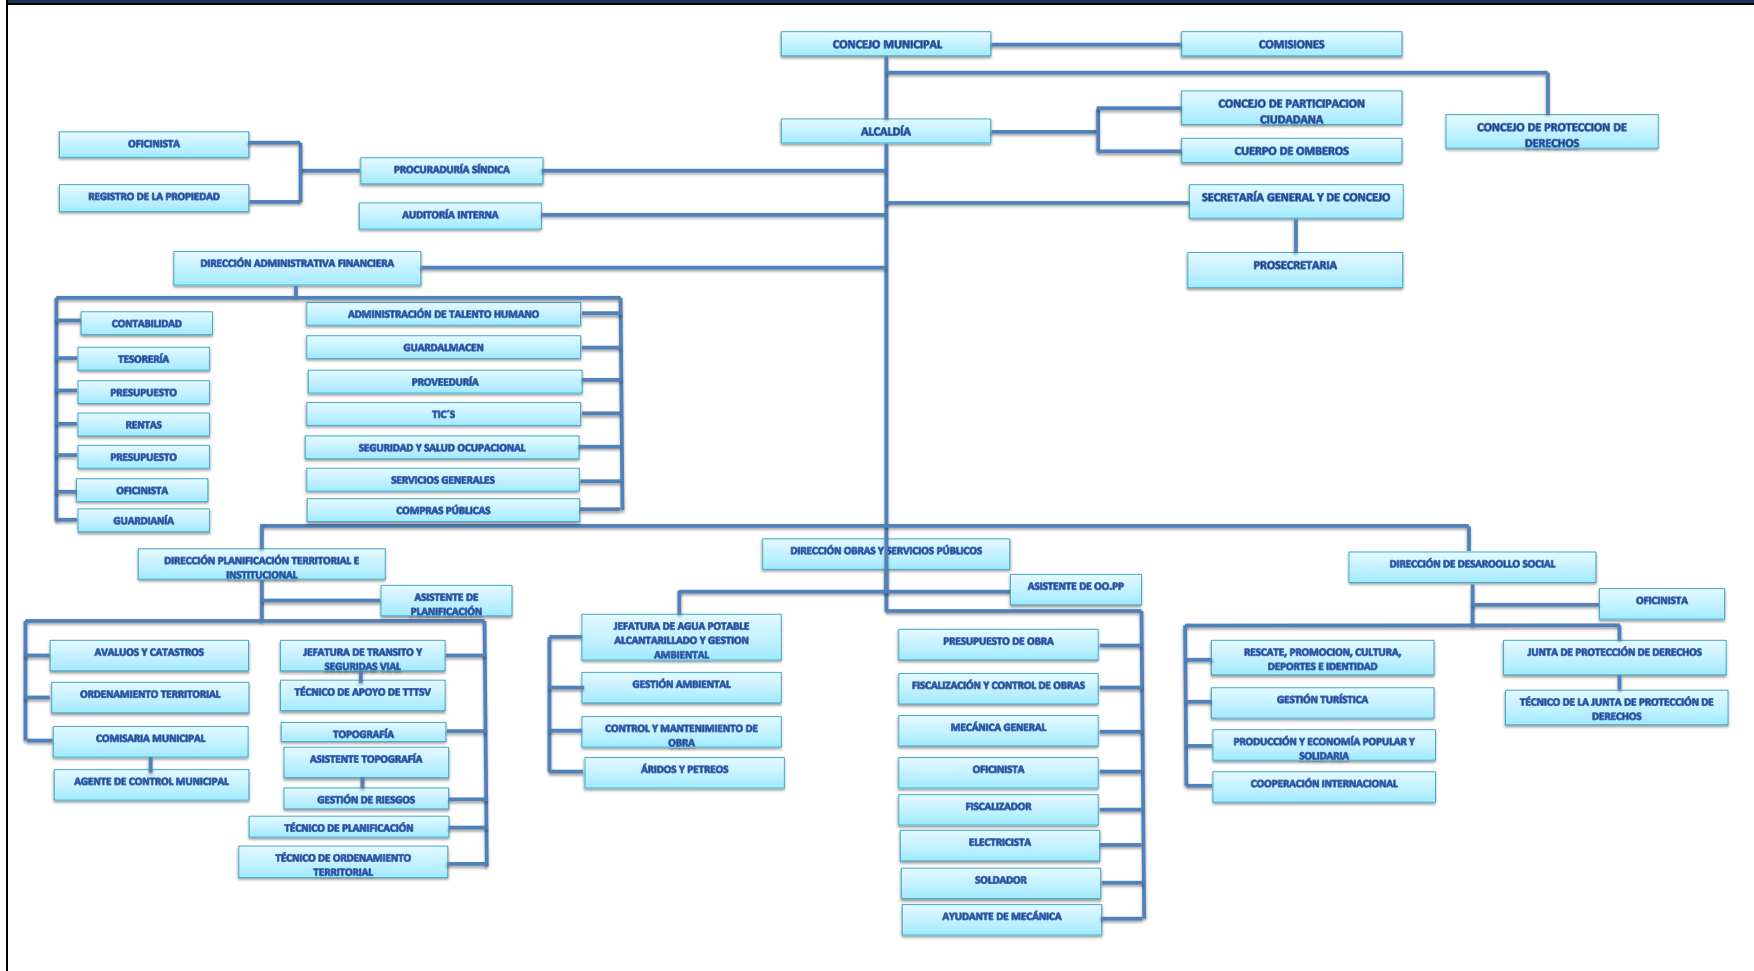 CONCEJO MUNICIPAL
COMISIONES
CONCEJO DE PARTICIPACION
CIUDADANA
ALCALDÍA
CONCEJO DE PROTECCION DE
DERECHOS
CUERPO DE OMBEROS
OFICINISTA
PROCURADURÍA SÍNDICA
REGISTRO DE LA PROPIEDAD
SECRETARÍA GENERAL Y DE CONCEJO
AUDITORÍA INTERNA
DIRECCIÓN ADMINISTRATIVA FINANCIERA
PROSECRETARIA
CONTABILIDAD
TESORERÍA
PRESUPUESTO
RENTAS
PRESUPUESTO
OFICINISTA
GUARDIANÍA
ADMINISTRACIÓN DE TALENTO HUMANO
GUARDALMACEN
PROVEEDURÍA
TIC´S
SEGURIDAD Y SALUD OCUPACIONAL
SERVICIOS GENERALES
COMPRAS PÚBLICAS
DIRECCIÓN PLANIFICACIÓN TERRITORIAL E
INSTITUCIONAL
ASISTENTE DE
PLANIFICACIÓN
AVALUOS Y CATASTROS
ORDENAMIENTO TERRITORIAL
COMISARIA MUNICIPAL
AGENTE DE CONTROL MUNICIPAL
JEFATURA DE TRANSITO Y
SEGURIDAS VIAL
TÉCNICO DE APOYO DE TTTSV
TOPOGRAFÍA
ASISTENTE TOPOGRAFÍA
GESTIÓN DE RIESGOS
TÉCNICO DE PLANIFICACIÓN
TÉCNICO DE ORDENAMIENTO
TERRITORIAL
DIRECCIÓN OBRAS Y SERVICIOS PÚBLICOS
ASISTENTE DE OO.PP
JEFATURA DE AGUA POTABLE
ALCANTARILLADO Y GESTION
AMBIENTAL
GESTIÓN AMBIENTAL
CONTROL Y MANTENIMIENTO DE
OBRA
ÁRIDOS Y PETREOS
PRESUPUESTO DE OBRA
FISCALIZACIÓN Y CONTROL DE OBRAS
MECÁNICA GENERAL
OFICINISTA
FISCALIZADOR
ELECTRICISTA
SOLDADOR
AYUDANTE DE MECÁNICA
DIRECCIÓN DE DESAROOLLO SOCIAL
OFICINISTA
RESCATE, PROMOCION, CULTURA,
DEPORTES E IDENTIDAD
GESTIÓN TURÍSTICA
PRODUCCIÓN Y ECONOMÍA POPULAR Y
SOLIDARIA
COOPERACIÓN INTERNACIONAL
JUNTA DE PROTECCIÓN DE DERECHOS
TÉCNICO DE LA JUNTA DE PROTECCIÓN DE
DERECHOS